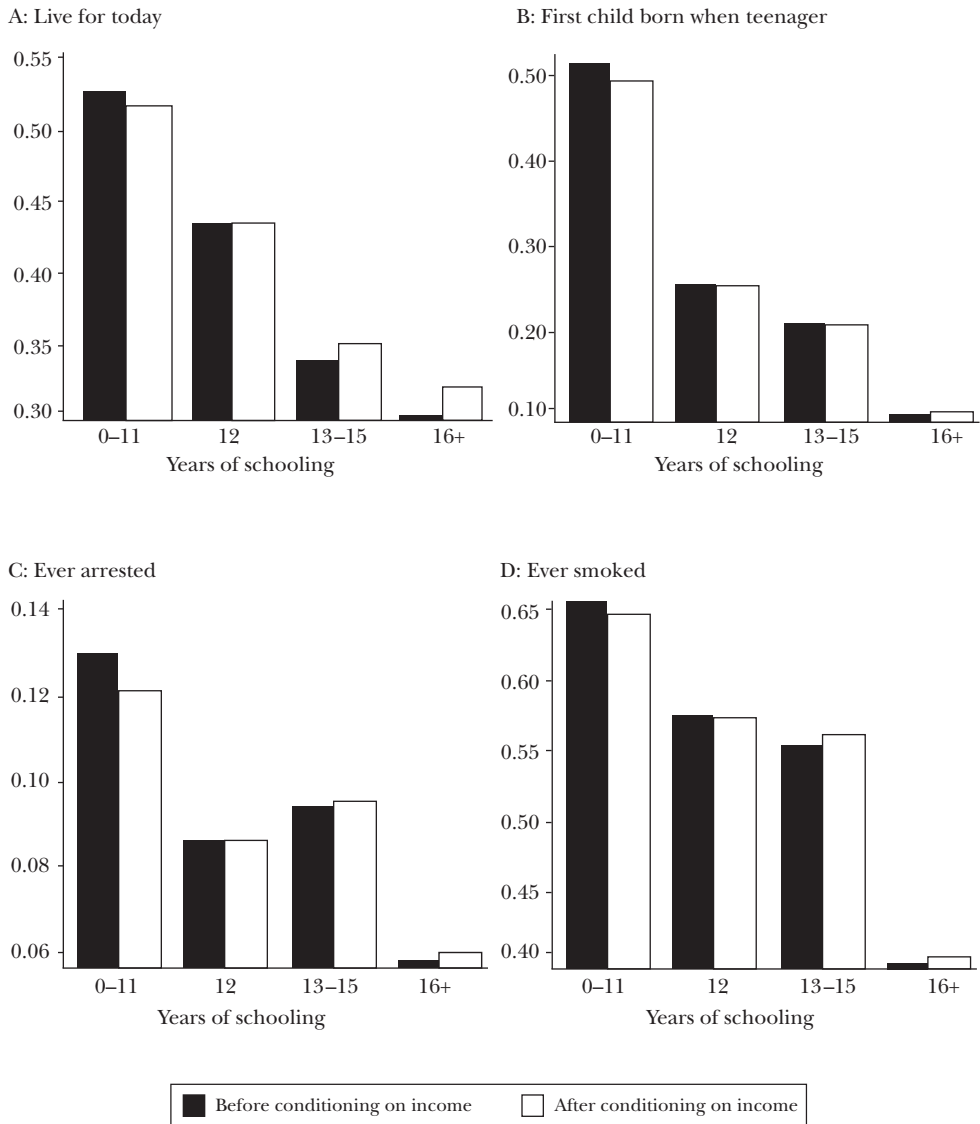 A: Live for today
0.55
0.50
0.45
0.40
0.35
0.30
0–11 12 13–15 16+
Years of schooling
B: First child born when teenager
0.50
0.40
0.30
0.20
0.10
0–11 12 13–15 16+
Years of schooling
C: Ever arrested
0.14
0.12
0.10
0.08
0.06
0–11 12 13–15 16+
Years of schooling
D: Ever smoked
0.65
0.60
0.55
0.50
0.45
0.40
0–11 12 13–15 16+
Years of schooling
Before conditioning on income After conditioning on income